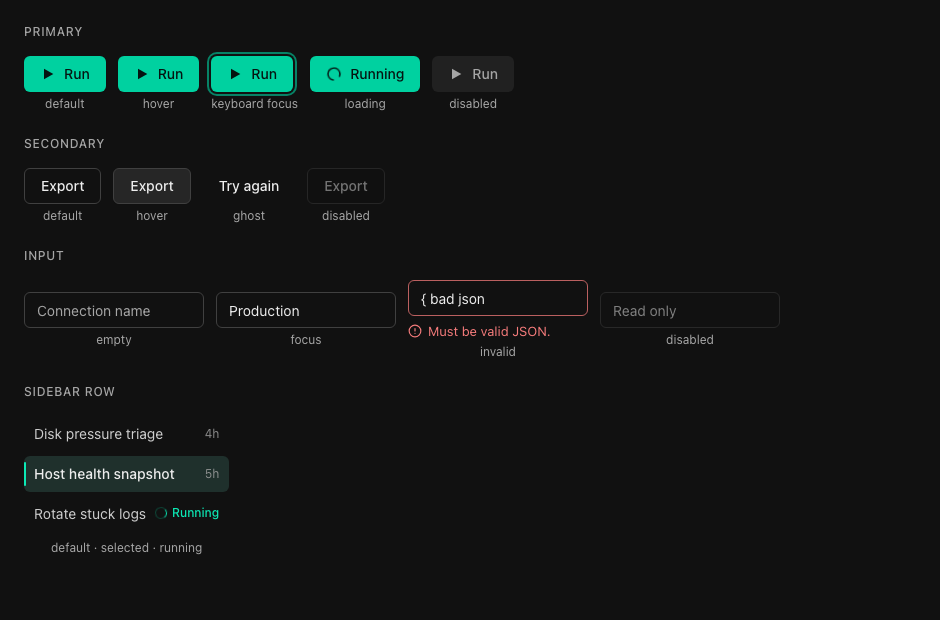 PRIMARY
Run Run Run Running Run
default hover keyboard focus loading disabled
SECONDARY
Export Export Try again Export
default hover ghost disabled
INPUT
Connection name Production { bad json Read only
Must be valid JSON.
empty focus invalid disabled
SIDEBAR ROW
Disk pressure triage 4h
Host health snapshot 5h
Rotate stuck logs Running
default · selected · running